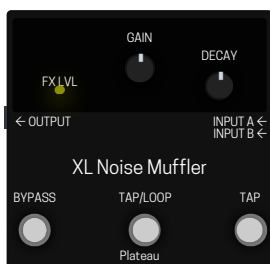 GAIN
DECAY
FX LVL
← OUTPUT
INPUT A ←
INPUT B ←
XL Noise Muffler
BYPASS
TAP/LOOP
TAP
Plateau